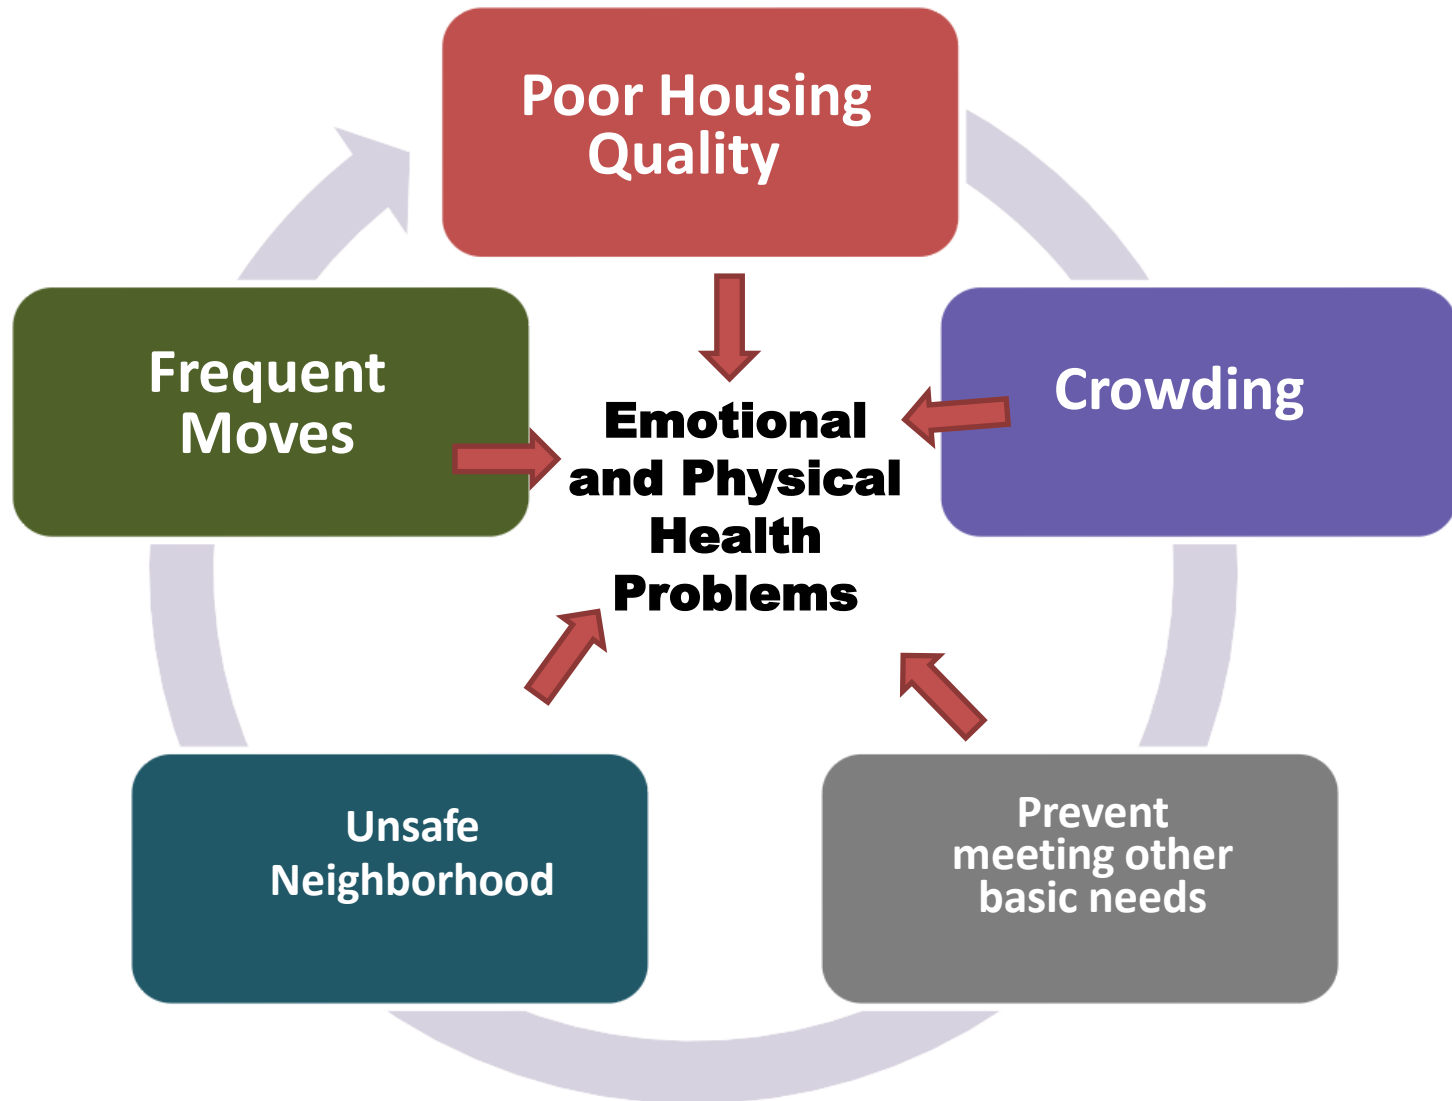 Poor Housing
Quality
Frequent
Moves
Crowding
Emotional
and Physical
Health
Problems
Unsafe
Neighborhood
Prevent
meeting other
basic needs